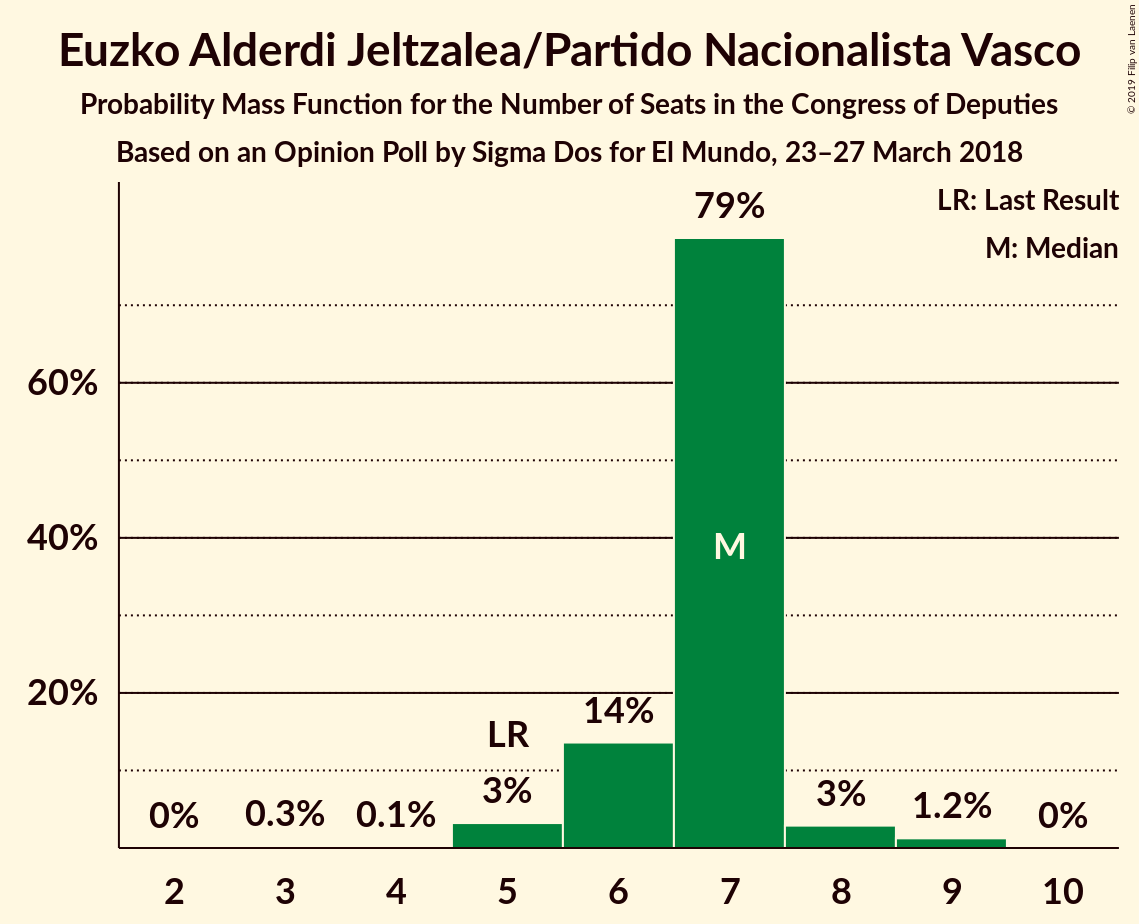 Euzko Alderdi Jeltzalea/Partido Nacionalista Vasco
Probability Mass Function for the Number of Seats in the Congress of Deputies
Based on an Opinion Poll by Sigma Dos for El Mundo, 23–27 March 2018
© 2019 Filip van Laenen
LR: Last Result
M: Median
79%
60%
40%
M
20%
14%
LR
3%
0%
0.3%
0.1%
3%
1.2%
0%
2 3 4 5 6 7 8 9 10